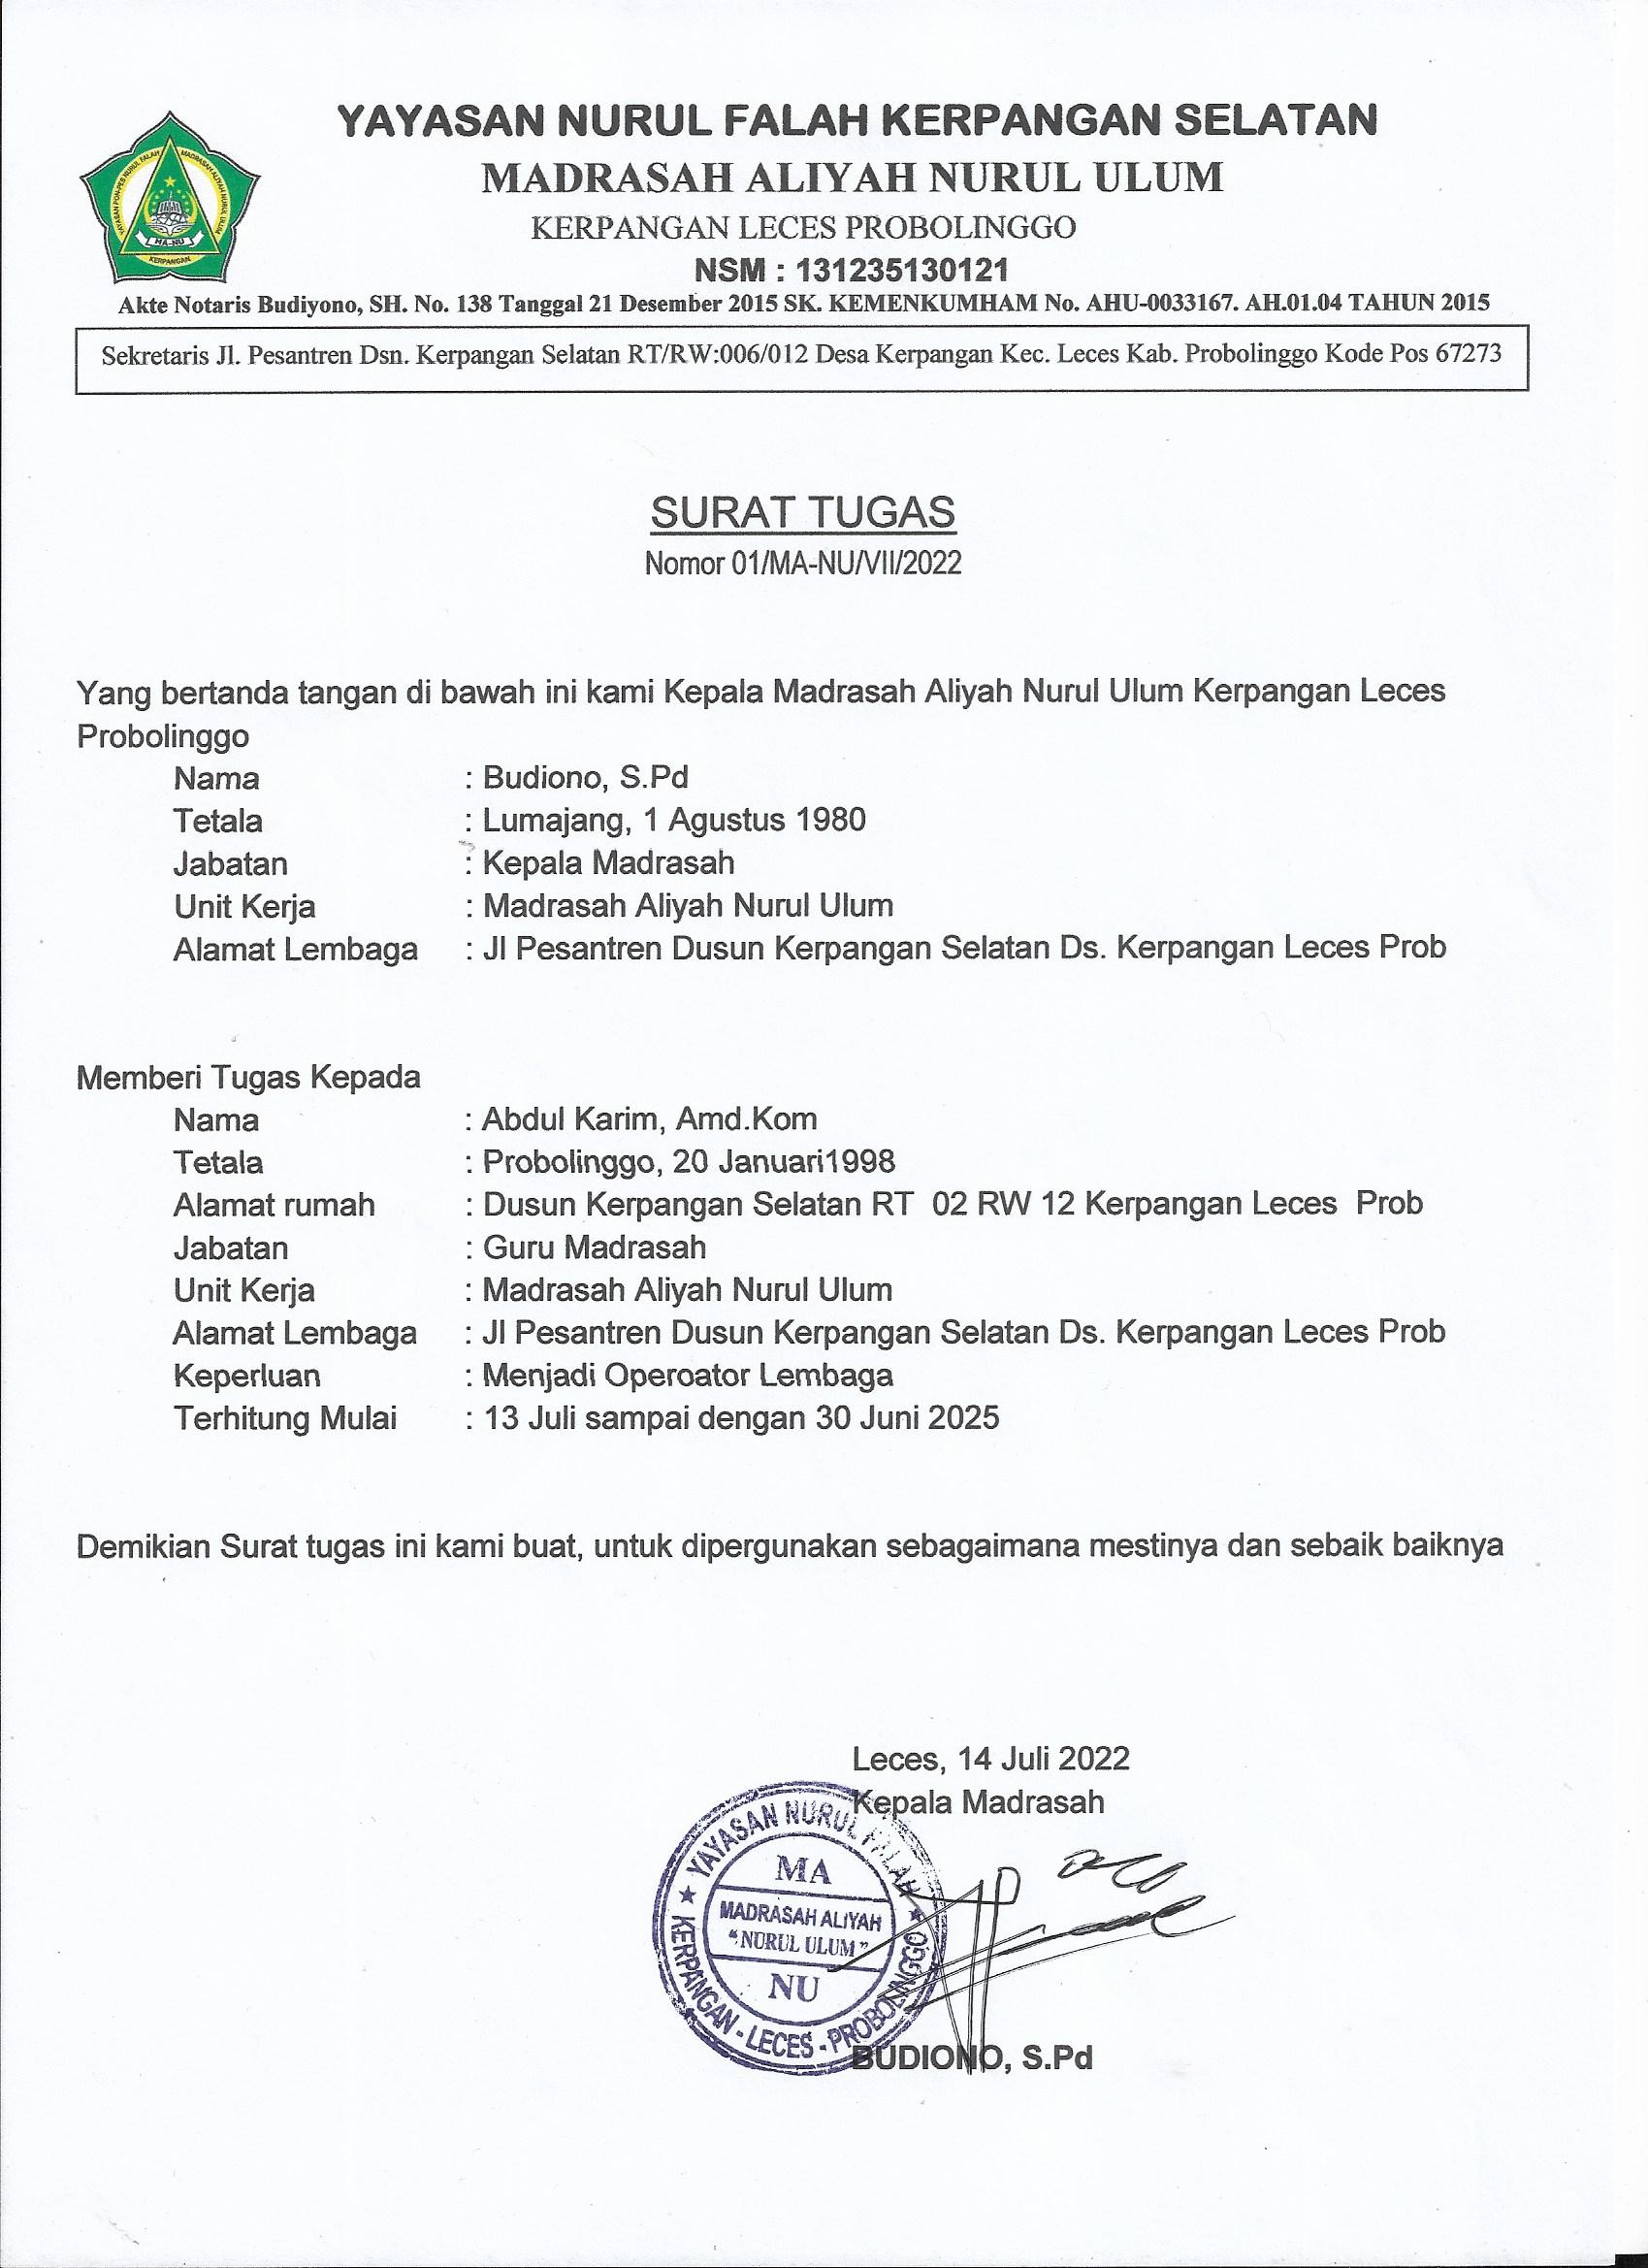 YAYASAN NURUL FALAH KERPANGAN SELATAN
MADRASAH ALIYAH NURUL ULUM
KERPANGAN LECES PROBOLINGGO
NSM : 131235130121
Akte Notaris Budiyono, SH. No. 138 Tanggal 21 Desember 2015 SK. KEMENKUMHAM No. AHU-0033167. AH.01.04 TAHUN 2015
Sekretaris Jl. Pesantren Dsn. Kerpangan Selatan RT/RW:006/012 Desa Kerpangan Kec. Leces Kab. Probolinggo Kode Pos 67273
YAYASAN PON-PES NURUL FALAH
MADRASAH ALIYAH NURUL ULUM
MA-NU
KERPANGAN
SURAT TUGAS
Nomor 01/MA-NU/VII/2022
Yang bertanda tangan di bawah ini kami Kepala Madrasah Aliyah Nurul Ulum Kerpangan Leces
Probolinggo
Nama : Budiono, S.Pd
Tetala : Lumajang, 1 Agustus 1980
Jabatan : Kepala Madrasah
Unit Kerja : Madrasah Aliyah Nurul Ulum
Alamat Lembaga : Jl Pesantren Dusun Kerpangan Selatan Ds. Kerpangan Leces Prob
Memberi Tugas Kepada
Nama : Abdul Karim, Amd.Kom
Tetala : Probolinggo, 20 Januari1998
Alamat rumah : Dusun Kerpangan Selatan RT 02 RW 12 Kerpangan Leces Prob
Jabatan : Guru Madrasah
Unit Kerja : Madrasah Aliyah Nurul Ulum
Alamat Lembaga : Jl Pesantren Dusun Kerpangan Selatan Ds. Kerpangan Leces Prob
Keperluan : Menjadi Operoator Lembaga
Terhitung Mulai : 13 Juli sampai dengan 30 Juni 2025
Demikian Surat tugas ini kami buat, untuk dipergunakan sebagaimana mestinya dan sebaik baiknya
Leces, 14 Juli 2022
Kepala Madrasah
YAYASAN NURUL FALAH
MA
MADRASAH ALIYAH
"NURUL ULUM"
NU
KERPANGAN - LECES - PROBOLINGGO
BUDIONO, S.Pd